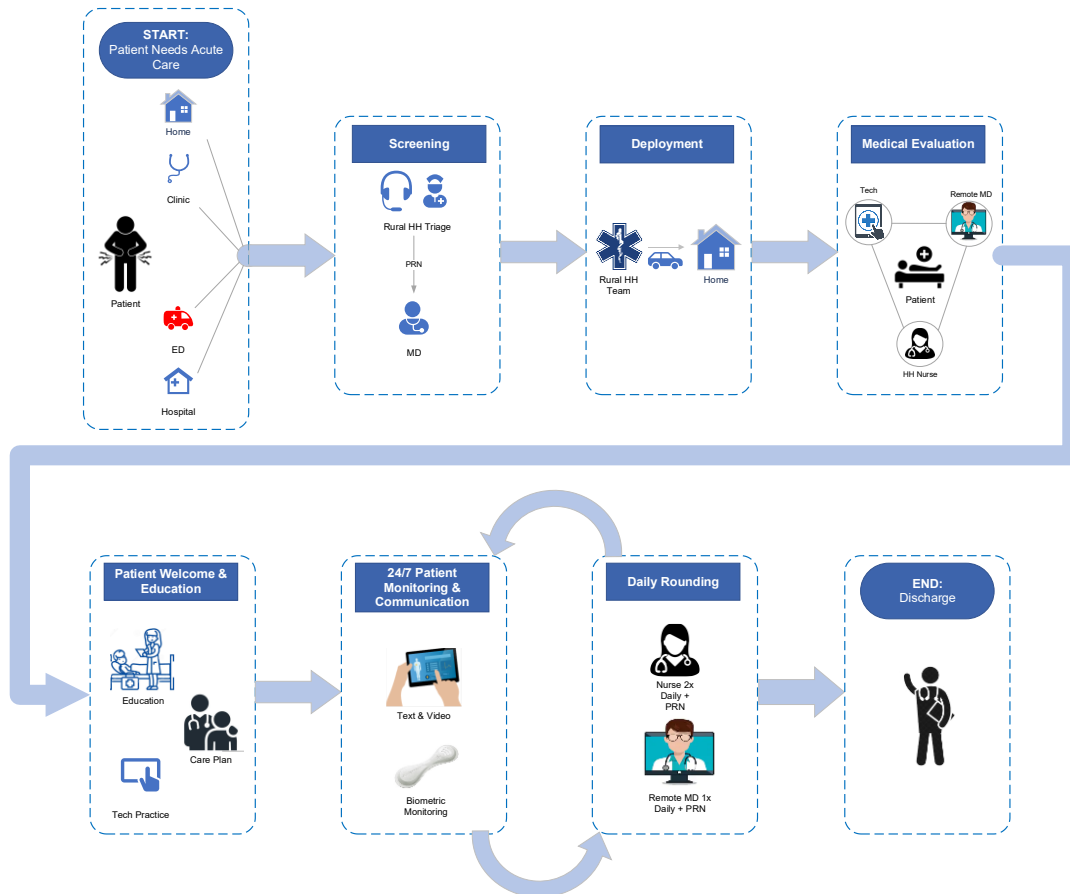 START:
Patient Needs Acute
Care
Home
Clinic
Patient
ED
Hospital
Screening
Rural HH Triage
PRN
MD
Deployment
Rural HH
Team
Home
Medical Evaluation
Tech
Remote MD
Patient
HH Nurse
Patient Welcome &
Education
Education
Care Plan
Tech Practice
24/7 Patient
Monitoring &
Communication
Text & Video
Biometric
Monitoring
Daily Rounding
Nurse 2x
Daily +
PRN
Remote MD 1x
Daily + PRN
END:
Discharge